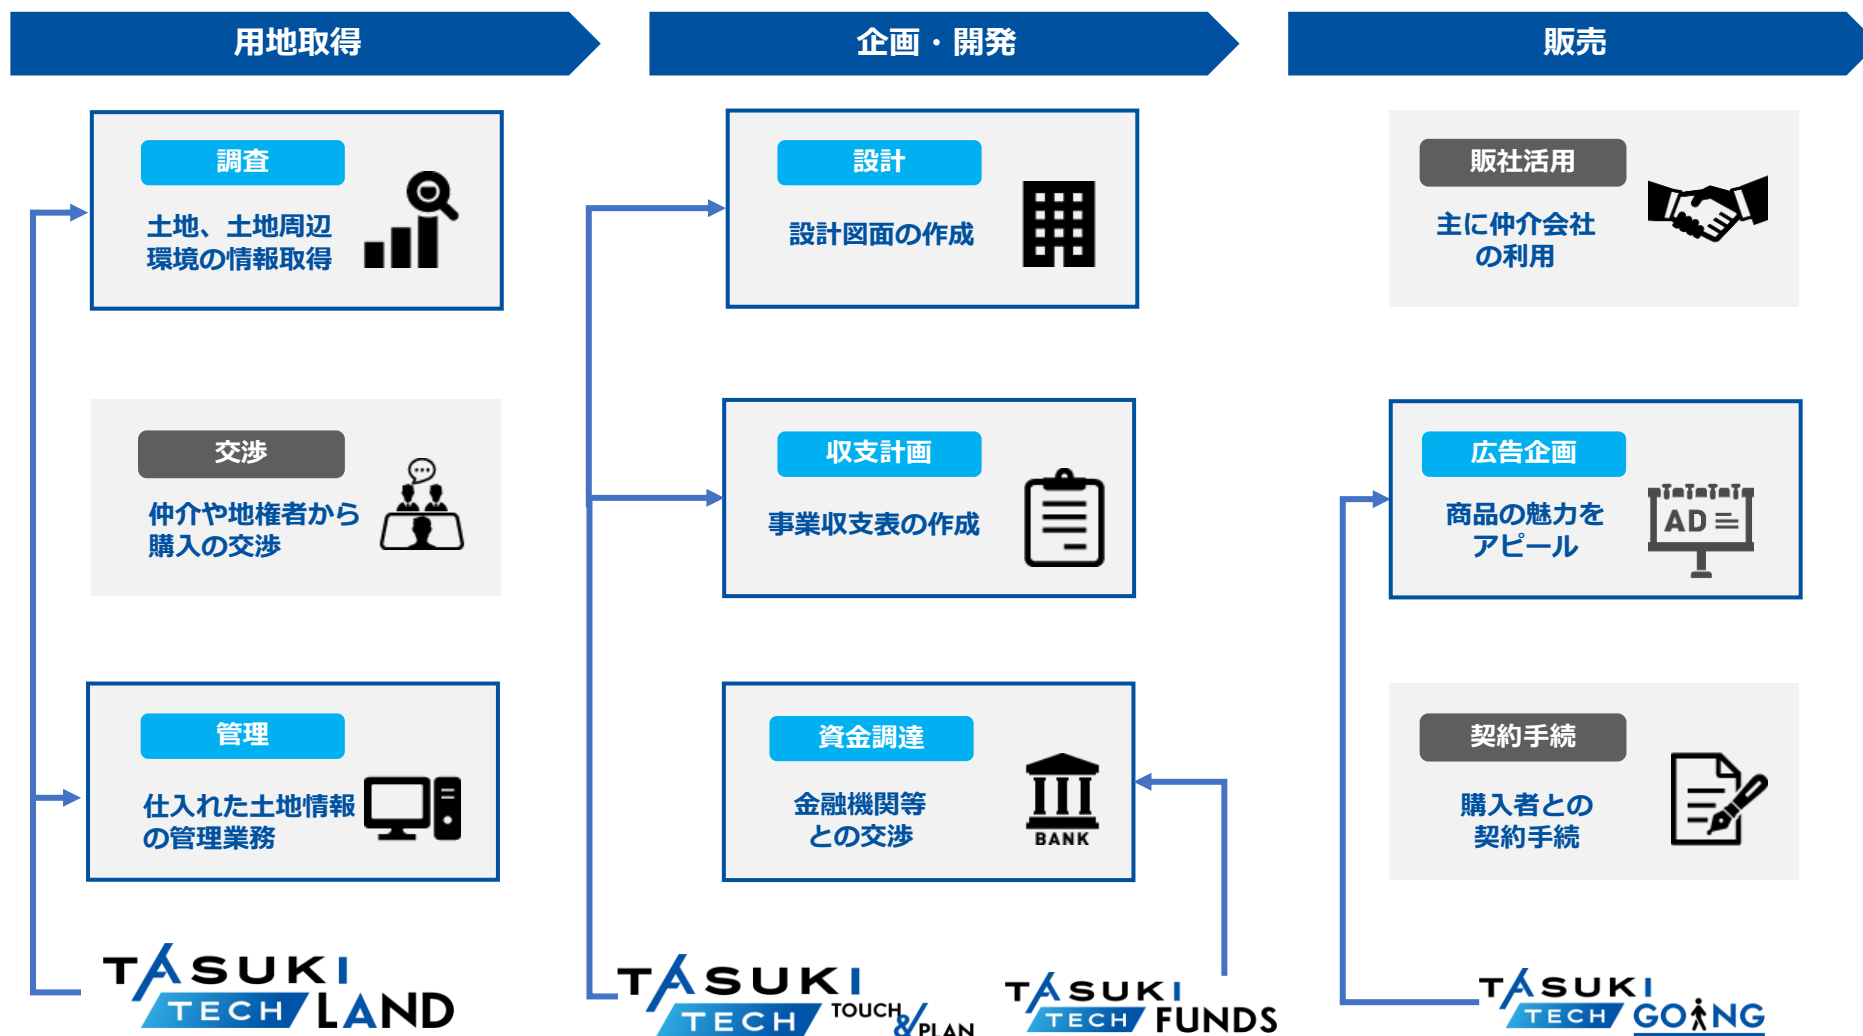 用地取得
企画・開発
販売
調査
土地、土地周辺
環境の情報取得
交渉
仲介や地権者から
購入の交渉
管理
仕入れた土地情報
の管理業務
TASUKI
TECH LAND
設計
設計図面の作成
収支計画
事業収支表の作成
資金調達
金融機関等
との交渉
BANK
TASUKI
TECH TOUCH
&PLAN
TASUKI
TECH FUNDS
販社活用
主に仲介会社
の利用
広告企画
商品の魅力を
アピール
AD
契約手続
購入者との
契約手続
TASUKI
TECH GOING